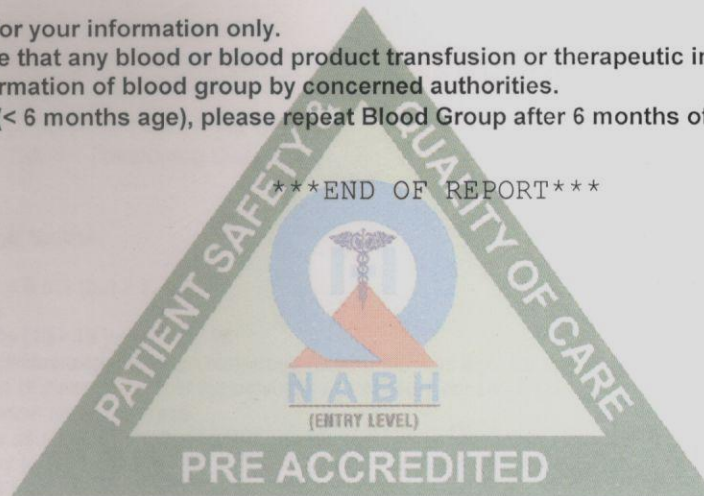 or your information only.
e that any blood or blood product transfusion or therapeutic in
rmation of blood group by concerned authorities.
(< 6 months age), please repeat Blood Group after 6 months of
***END OF REPORT***
PATIENT SAFETY & QUALITY OF CARE
NABH
(ENTRY LEVEL)
PRE ACCREDITED